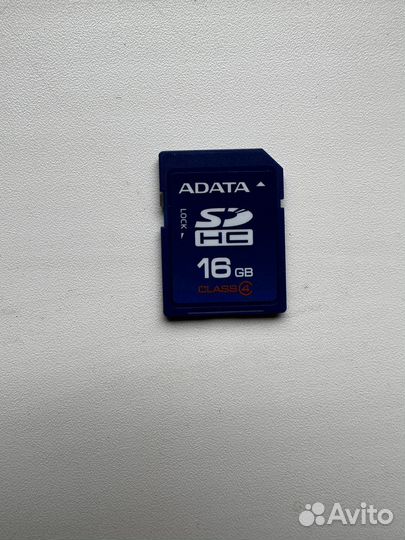 ADATA
LOCK
SD
HC
16 GB
CLASS 4
Avito